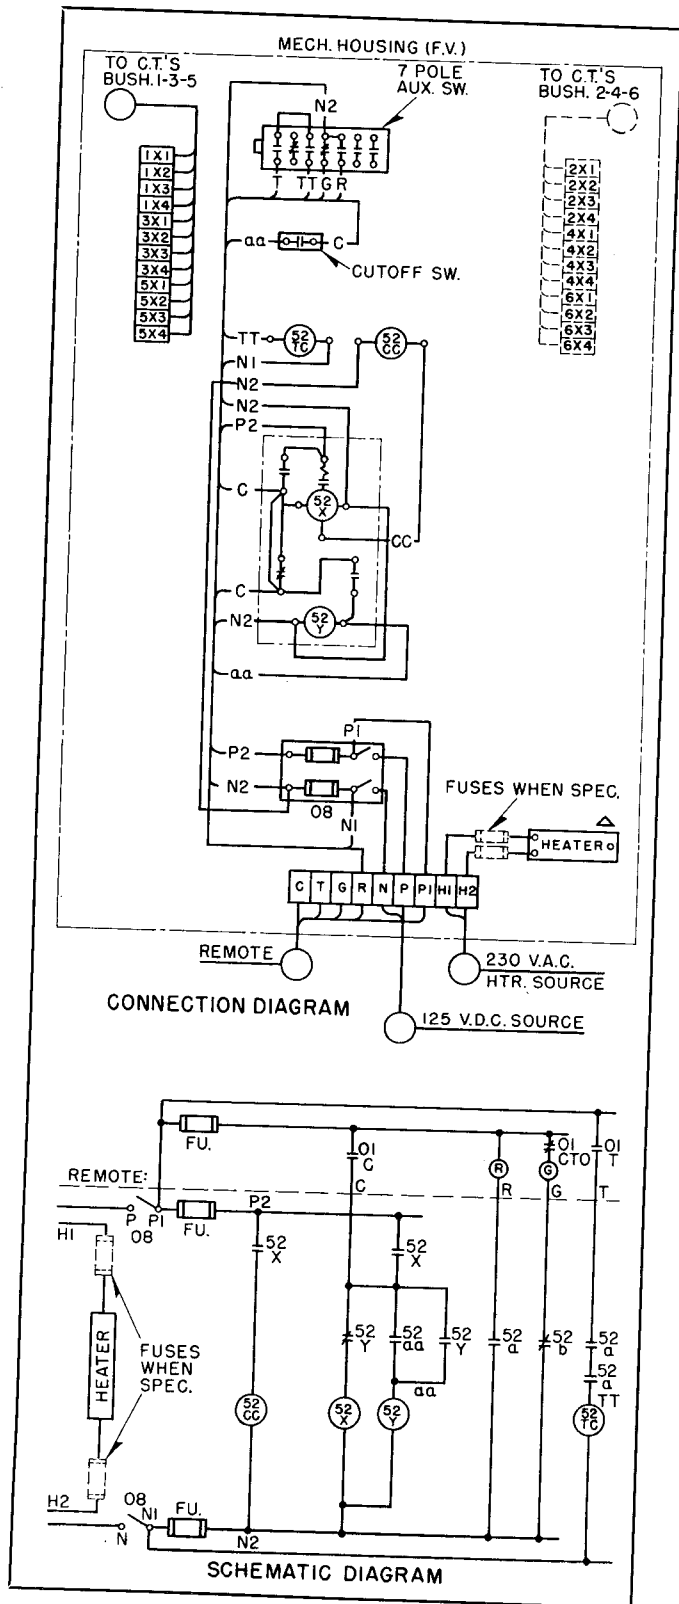 MECH. HOUSING (F.V.)
TO C.T.'S
BUSH. 1-3-5
7 POLE
AUX. SW.
TO C.T.'S
BUSH. 2-4-6
N2
1X1
1X2
1X3
1X4
3X1
3X2
3X3
3X4
5X1
5X2
5X3
5X4
2X1
2X2
2X3
2X4
4X1
4X2
4X3
4X4
6X1
6X2
6X3
6X4
T TT G R
aa C
CUTOFF SW.
TT 52 TC 52 CC
N1
N2
N2
P2
C 52 X
CC
C
N2 52 Y
aa
P1
P2
N2
08
N1
FUSES WHEN SPEC.
△
HEATER
C T G R N P P1 H1 H2
REMOTE
230 V.A.C.
HTR. SOURCE
CONNECTION DIAGRAM
125 V.D.C. SOURCE
FU.
01
C
R
01
CTO
G
01
T
REMOTE:
C R G T
P P1 P2
08 FU.
H1
52
X
52
X
HEATER
FUSES
WHEN
SPEC.
52
Y
52
aa
52
Y
52
a
52
b
52
a
52
a
aa
TT
52
CC
52
X
52
Y
52
TC
H2
08
N1
FU.
N
N2
SCHEMATIC DIAGRAM